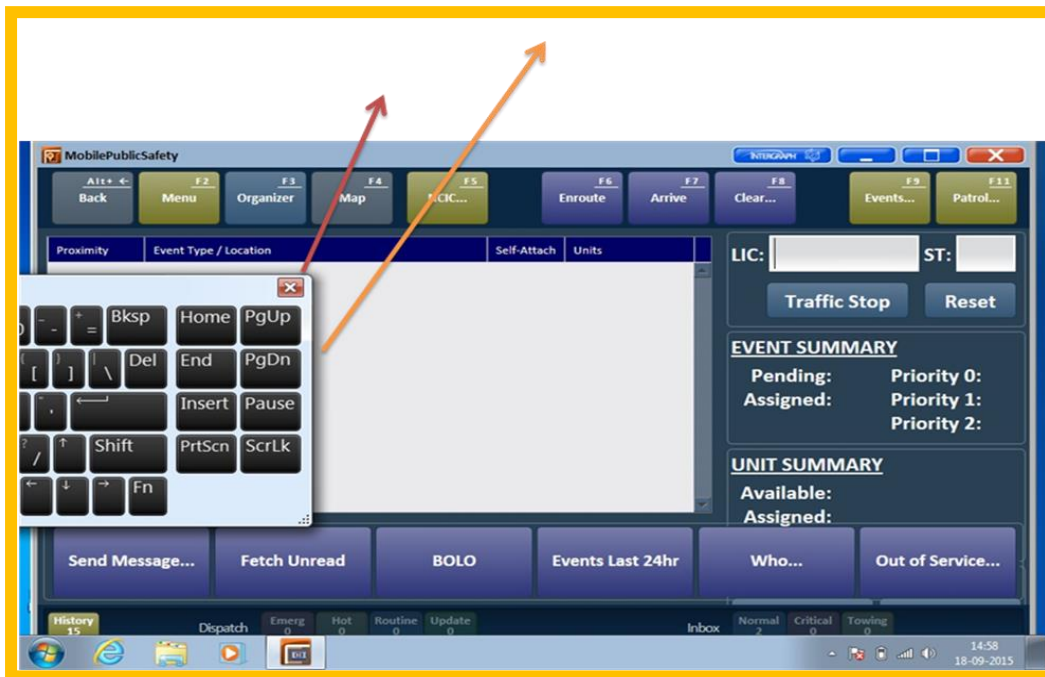 MobilePublicSafety
INTERGRAPH
Alt+ ← Back
F2 Menu
F3 Organizer
F4 Map
F5 NCIC...
F6 Enroute
F7 Arrive
F8 Clear...
F9 Events...
F11 Patrol...
Proximity Event Type / Location Self-Attach Units
LIC: ST:
Traffic Stop Reset
EVENT SUMMARY
Pending: Priority 0:
Assigned: Priority 1:
Priority 2:
UNIT SUMMARY
Available:
Assigned:
- - + = Bksp Home PgUp
{ [ } ] | \ Del End PgDn
Insert Pause
? / ↑ Shift PrtScn ScrLk
← ↓ → Fn
Send Message... Fetch Unread BOLO Events Last 24hr Who... Out of Service...
History 15
Dispatch
Emerg 0
Hot 0
Routine 0
Update 0
Inbox
Normal 2
Critical 0
Towing 0
14:58
18-09-2015